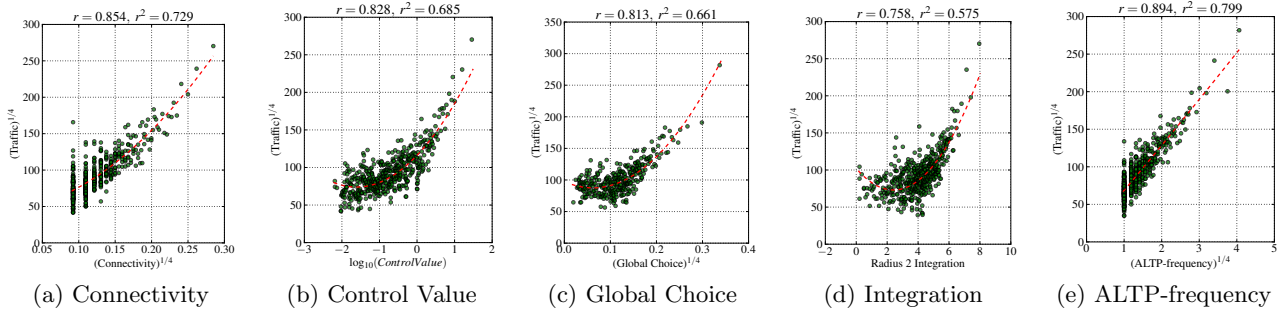 r = 0.854, r² = 0.729
300
250
200
150
100
50
0
(Traffic)^1/4
0.10 0.15 0.20 0.25 0.30
(Connectivity)^1/4
(a) Connectivity
r = 0.828, r² = 0.685
300
250
200
150
100
50
0
(Traffic)^1/4
−3 −2 −1 0 1 2
log₁₀(ControlValue)
(b) Control Value
r = 0.813, r² = 0.661
350
300
250
200
150
100
50
0
(Traffic)^1/4
0.0 0.1 0.2 0.3 0.4
(Global Choice)^1/4
(c) Global Choice
r = 0.758, r² = 0.575
300
250
200
150
100
50
0
(Traffic)^1/4
−2 0 2 4 6 8 10
Radius 2 Integration
(d) Integration
r = 0.894, r² = 0.799
300
250
200
150
100
50
0
(Traffic)^1/4
0 1 2 3 4 5
(ALTP-frequency)^1/4
(e) ALTP-frequency